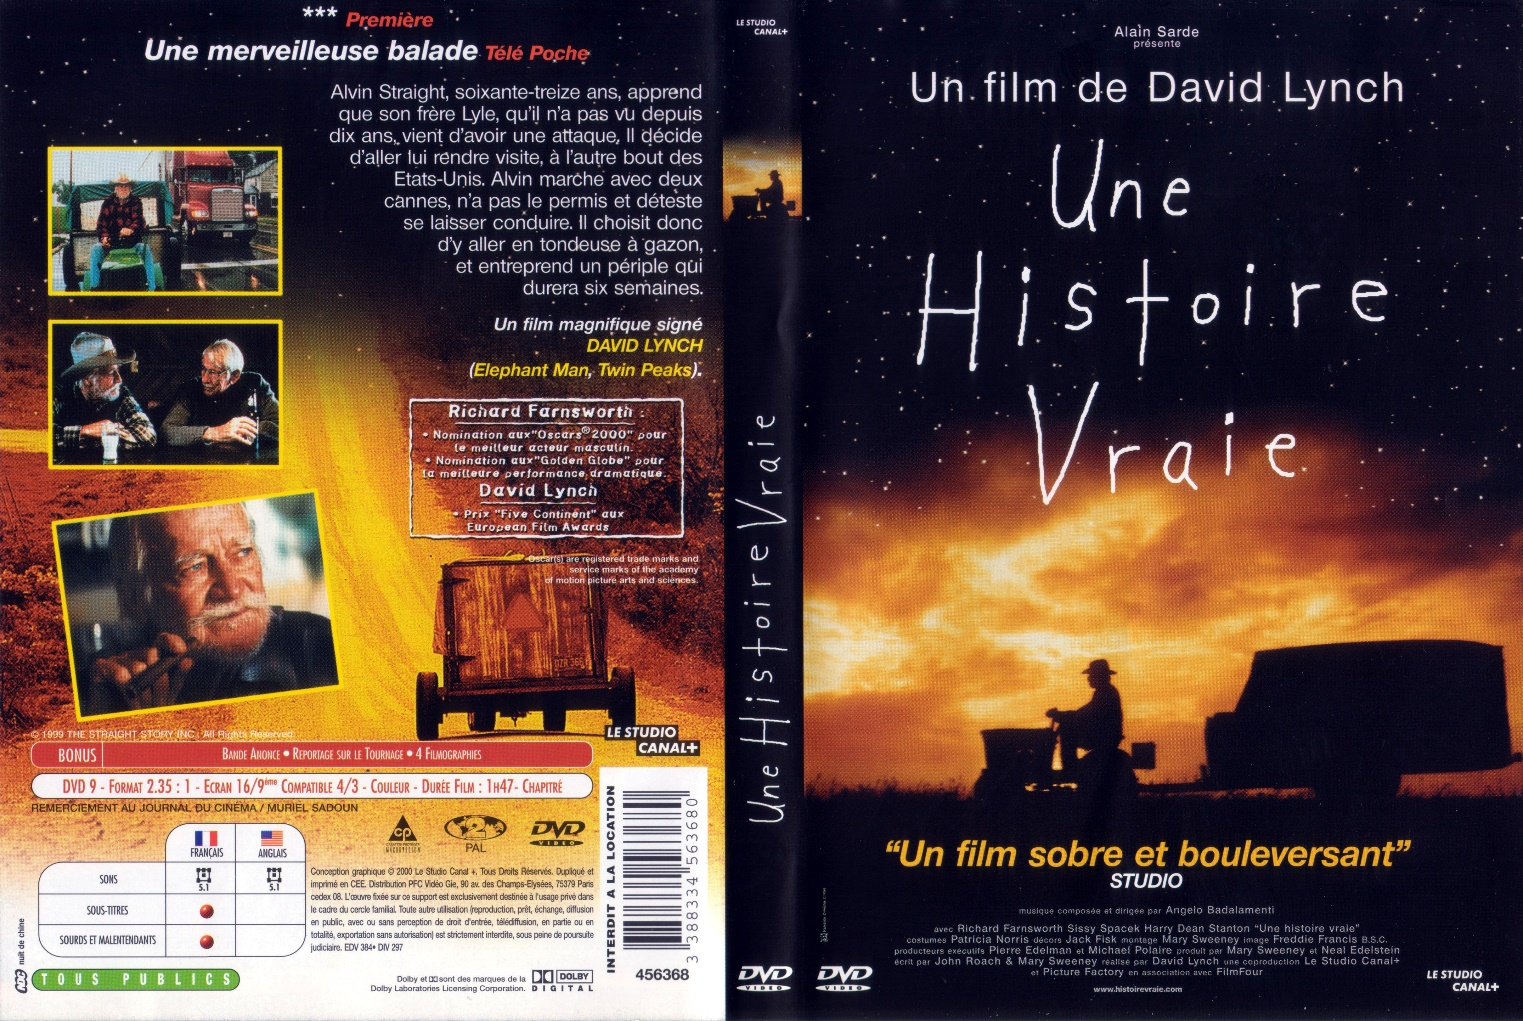 *** Première
Une merveilleuse balade Télé Poche
Alvin Straight, soixante-treize ans, apprend
que son frère Lyle, qu'il n'a pas vu depuis
dix ans, vient d'avoir une attaque. Il décide
d'aller lui rendre visite, à l'autre bout des
Etats-Unis. Alvin marche avec deux
cannes, n'a pas le permis et déteste
se laisser conduire. Il choisit donc
d'y aller en tondeuse à gazon,
et entreprend un périple qui
durera six semaines.
Un film magnifique signé
DAVID LYNCH
(Elephant Man, Twin Peaks).
Richard Farnsworth :
• Nomination aux"Oscars®2000" pour
le meilleur acteur masculin.
• Nomination aux"Golden Globe" pour
la meilleure performance dramatique.
David Lynch
• Prix "Five Continent" aux
European Film Awards
Oscar(s) are registered trade marks and
service marks of the academy
of motion picture arts and sciences.
DZR 366
© 1999 THE STRAIGHT STORY INC. All Rights Reserved.
LE STUDIO
CANAL+
BONUS BANDE ANONCE • REPORTAGE SUR LE TOURNAGE • 4 FILMOGRAPHIES
DVD 9 - FORMAT 2.35 : 1 - ECRAN 16/9ème COMPATIBLE 4/3 - COULEUR - DURÉE FILM : 1H47- CHAPITRÉ
REMERCIEMENT AU JOURNAL DU CINÉMA / MURIEL SADOUN
FRANÇAIS ANGLAIS
SONS 5.1 5.1
SOUS-TITRES
SOURDS ET MALENTENDANTS
cp
MACROVISION
2
PAL
DVD
VIDEO
Conception graphique © 2000 Le Studio Canal +. Tous Droits Réservés. Dupliqué et
imprimé en CEE. Distribution PFC Vidéo Gie, 90 av. des Champs-Elysées, 75379 Paris
cedex 08. L'œuvre fixée sur ce support est exclusivement destinée à l'usage privé dans
le cadre du cercle familial. Toute autre utilisation (reproduction, prêt, échange, diffusion
en public, avec ou sans perception de droit d'entrée, télédiffusion, en partie ou en
totalité, exportation sans autorisation) est strictement interdite, sous peine de poursuite
judiciaire. EDV 384• DIV 297
INTERDIT A LA LOCATION
3 388334 563680
456368
nuit de chine
TOUS PUBLICS
Dolby et sont des marques de la
Dolby Laboratories Licensing Corporation.
DOLBY
DIGITAL
LE STUDIO
CANAL+
Une Histoire Vraie
DVD
VIDEO
Alain Sarde
présente
Un film de David Lynch
Une
Histoire
Vraie
“Un film sobre et bouleversant”
STUDIO
musique composée et dirigée par Angelo Badalamenti
avec Richard Farnsworth Sissy Spacek Harry Dean Stanton "Une histoire vraie"
costumes Patricia Norris décors Jack Fisk montage Mary Sweeney image Freddie Francis B.S.C.
producteurs exécutifs Pierre Edelman et Michael Polaire produit par Mary Sweeney et Neal Edelstein
écrit par John Roach & Mary Sweeney réalisé par David Lynch une coproduction Le Studio Canal+
et Picture Factory en association avec FilmFour
www.histoirevraie.com
DVD
VIDEO
LE STUDIO
CANAL+